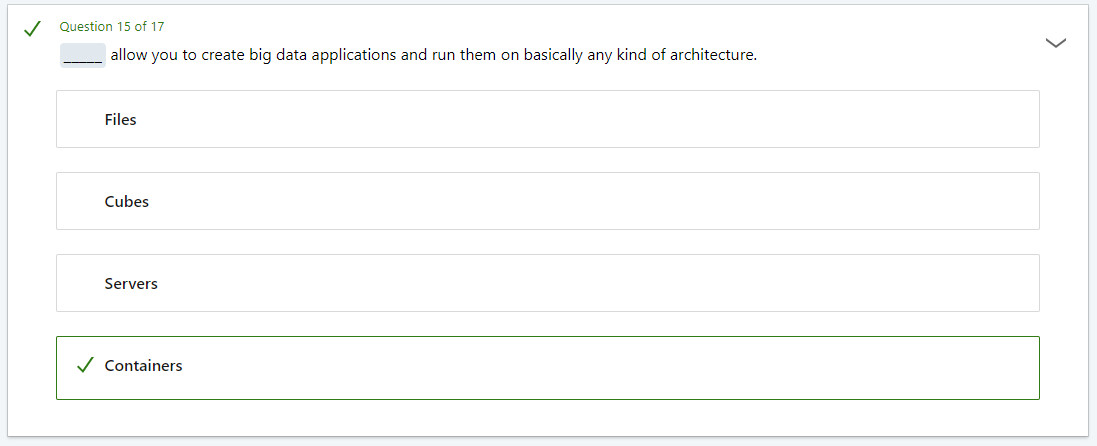 Question 15 of 17
_____ allow you to create big data applications and run them on basically any kind of architecture.
Files
Cubes
Servers
Containers